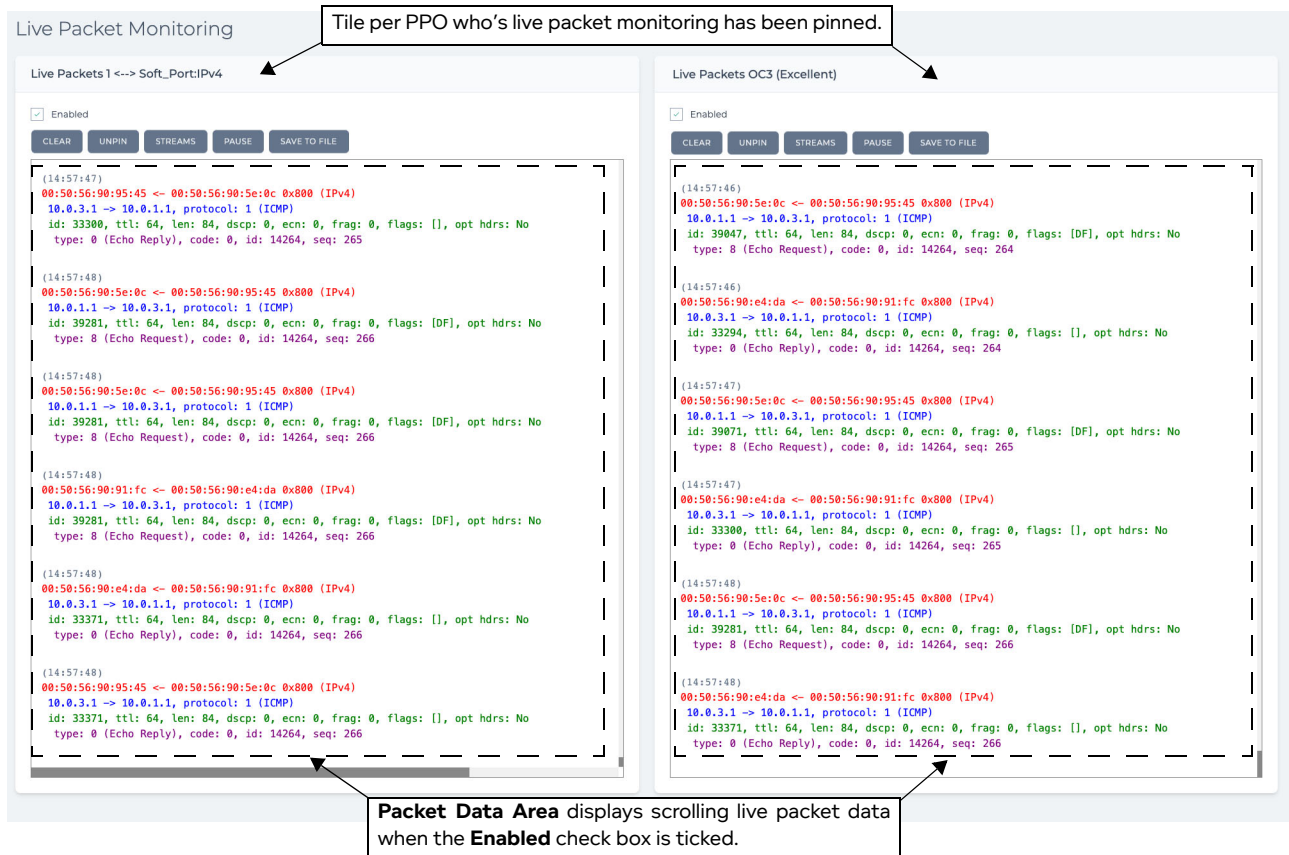 Live Packet Monitoring
Tile per PPO who's live packet monitoring has been pinned.
Live Packets 1 <--> Soft_Port:IPv4
Enabled
CLEAR UNPIN STREAMS PAUSE SAVE TO FILE
(14:57:47)
00:50:56:90:95:45 <- 00:50:56:90:5e:0c 0x800 (IPv4)
10.0.3.1 -> 10.0.1.1, protocol: 1 (ICMP)
id: 33300, ttl: 64, len: 84, dscp: 0, ecn: 0, frag: 0, flags: [], opt hdrs: No
type: 0 (Echo Reply), code: 0, id: 14264, seq: 265
(14:57:48)
00:50:56:90:5e:0c <- 00:50:56:90:95:45 0x800 (IPv4)
10.0.1.1 -> 10.0.3.1, protocol: 1 (ICMP)
id: 39281, ttl: 64, len: 84, dscp: 0, ecn: 0, frag: 0, flags: [DF], opt hdrs: No
type: 8 (Echo Request), code: 0, id: 14264, seq: 266
(14:57:48)
00:50:56:90:5e:0c <- 00:50:56:90:95:45 0x800 (IPv4)
10.0.1.1 -> 10.0.3.1, protocol: 1 (ICMP)
id: 39281, ttl: 64, len: 84, dscp: 0, ecn: 0, frag: 0, flags: [DF], opt hdrs: No
type: 8 (Echo Request), code: 0, id: 14264, seq: 266
(14:57:48)
00:50:56:90:91:fc <- 00:50:56:90:e4:da 0x800 (IPv4)
10.0.1.1 -> 10.0.3.1, protocol: 1 (ICMP)
id: 39281, ttl: 64, len: 84, dscp: 0, ecn: 0, frag: 0, flags: [DF], opt hdrs: No
type: 8 (Echo Request), code: 0, id: 14264, seq: 266
(14:57:48)
00:50:56:90:e4:da <- 00:50:56:90:91:fc 0x800 (IPv4)
10.0.3.1 -> 10.0.1.1, protocol: 1 (ICMP)
id: 33371, ttl: 64, len: 84, dscp: 0, ecn: 0, frag: 0, flags: [], opt hdrs: No
type: 0 (Echo Reply), code: 0, id: 14264, seq: 266
(14:57:48)
00:50:56:90:95:45 <- 00:50:56:90:5e:0c 0x800 (IPv4)
10.0.3.1 -> 10.0.1.1, protocol: 1 (ICMP)
id: 33371, ttl: 64, len: 84, dscp: 0, ecn: 0, frag: 0, flags: [], opt hdrs: No
type: 0 (Echo Reply), code: 0, id: 14264, seq: 266
Live Packets OC3 (Excellent)
Enabled
CLEAR UNPIN STREAMS PAUSE SAVE TO FILE
(14:57:46)
00:50:56:90:5e:0c <- 00:50:56:90:95:45 0x800 (IPv4)
10.0.1.1 -> 10.0.3.1, protocol: 1 (ICMP)
id: 39047, ttl: 64, len: 84, dscp: 0, ecn: 0, frag: 0, flags: [DF], opt hdrs: No
type: 8 (Echo Request), code: 0, id: 14264, seq: 264
(14:57:46)
00:50:56:90:e4:da <- 00:50:56:90:91:fc 0x800 (IPv4)
10.0.3.1 -> 10.0.1.1, protocol: 1 (ICMP)
id: 33294, ttl: 64, len: 84, dscp: 0, ecn: 0, frag: 0, flags: [], opt hdrs: No
type: 0 (Echo Reply), code: 0, id: 14264, seq: 264
(14:57:47)
00:50:56:90:5e:0c <- 00:50:56:90:95:45 0x800 (IPv4)
10.0.1.1 -> 10.0.3.1, protocol: 1 (ICMP)
id: 39071, ttl: 64, len: 84, dscp: 0, ecn: 0, frag: 0, flags: [DF], opt hdrs: No
type: 8 (Echo Request), code: 0, id: 14264, seq: 265
(14:57:47)
00:50:56:90:e4:da <- 00:50:56:90:91:fc 0x800 (IPv4)
10.0.3.1 -> 10.0.1.1, protocol: 1 (ICMP)
id: 33300, ttl: 64, len: 84, dscp: 0, ecn: 0, frag: 0, flags: [], opt hdrs: No
type: 0 (Echo Reply), code: 0, id: 14264, seq: 265
(14:57:48)
00:50:56:90:5e:0c <- 00:50:56:90:95:45 0x800 (IPv4)
10.0.1.1 -> 10.0.3.1, protocol: 1 (ICMP)
id: 39281, ttl: 64, len: 84, dscp: 0, ecn: 0, frag: 0, flags: [DF], opt hdrs: No
type: 8 (Echo Request), code: 0, id: 14264, seq: 266
(14:57:48)
00:50:56:90:e4:da <- 00:50:56:90:91:fc 0x800 (IPv4)
10.0.3.1 -> 10.0.1.1, protocol: 1 (ICMP)
id: 33371, ttl: 64, len: 84, dscp: 0, ecn: 0, frag: 0, flags: [], opt hdrs: No
type: 0 (Echo Reply), code: 0, id: 14264, seq: 266
Packet Data Area displays scrolling live packet data
when the Enabled check box is ticked.